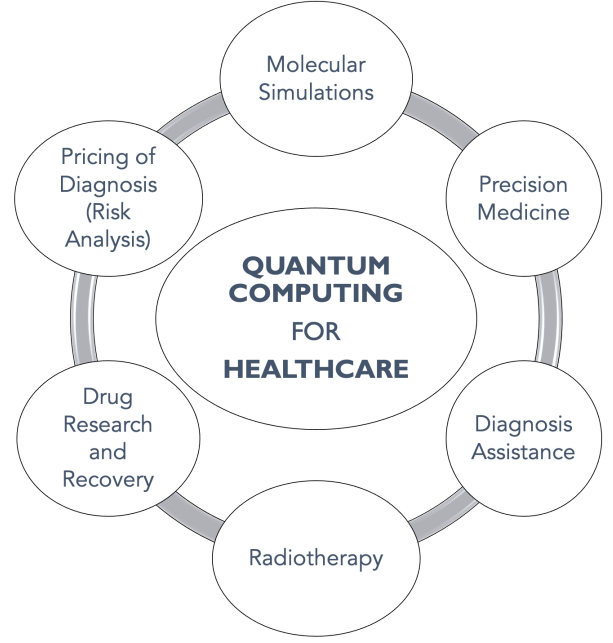 Molecular
Simulations
Pricing of
Diagnosis
(Risk
Analysis)
Precision
Medicine
QUANTUM
COMPUTING
FOR
HEALTHCARE
Drug
Research
and
Recovery
Diagnosis
Assistance
Radiotherapy